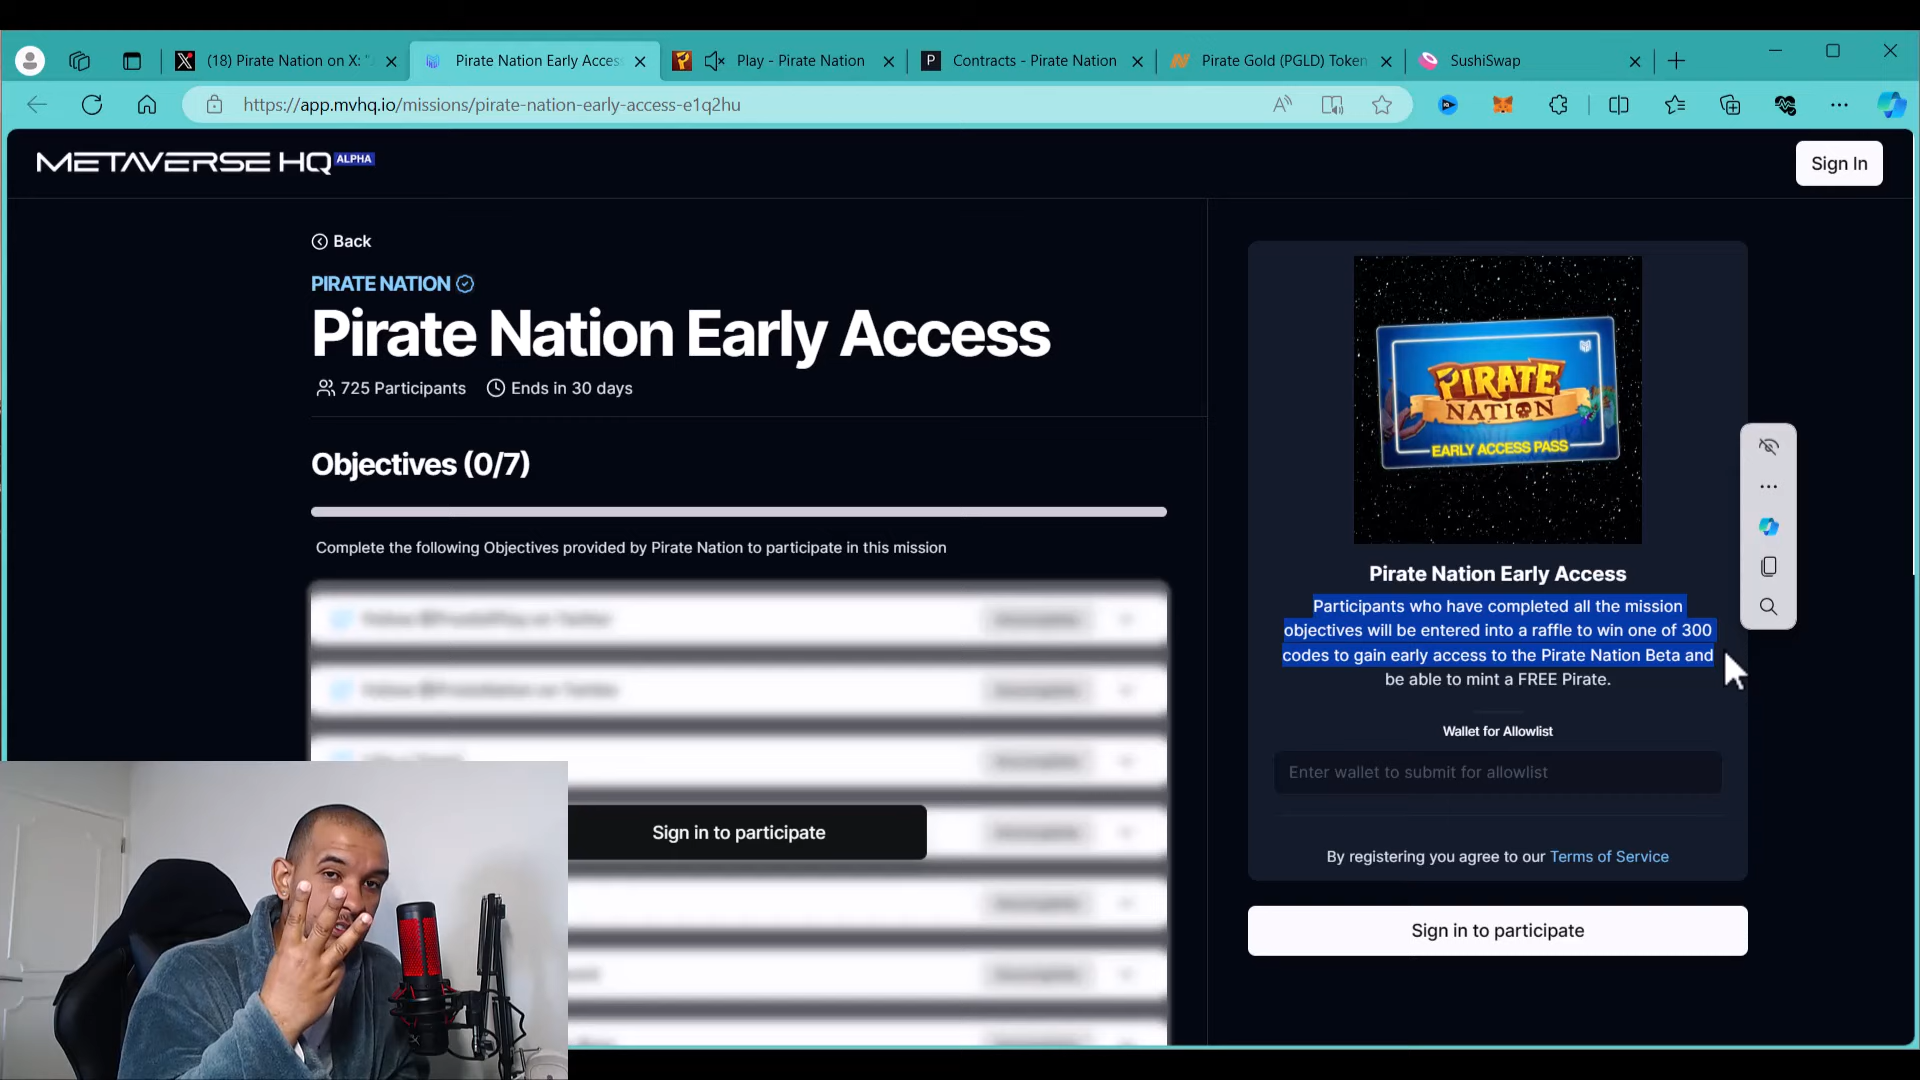 (18) Pirate Nation on X: "
Pirate Nation Early Access
Play - Pirate Nation
Contracts - Pirate Nation
Pirate Gold (PGLD) Token
SushiSwap
https://app.mvhq.io/missions/pirate-nation-early-access-e1q2hu
METAVERSE HQ ALPHA
Sign In
Back
PIRATE NATION
Pirate Nation Early Access
725 Participants
Ends in 30 days
Objectives (0/7)
Complete the following Objectives provided by Pirate Nation to participate in this mission
Sign in to participate
PIRATE
NATION
EARLY ACCESS PASS
Pirate Nation Early Access
Participants who have completed all the mission
objectives will be entered into a raffle to win one of 300
codes to gain early access to the Pirate Nation Beta and
be able to mint a FREE Pirate.
Wallet for Allowlist
Enter wallet to submit for allowlist
By registering you agree to our Terms of Service
Sign in to participate